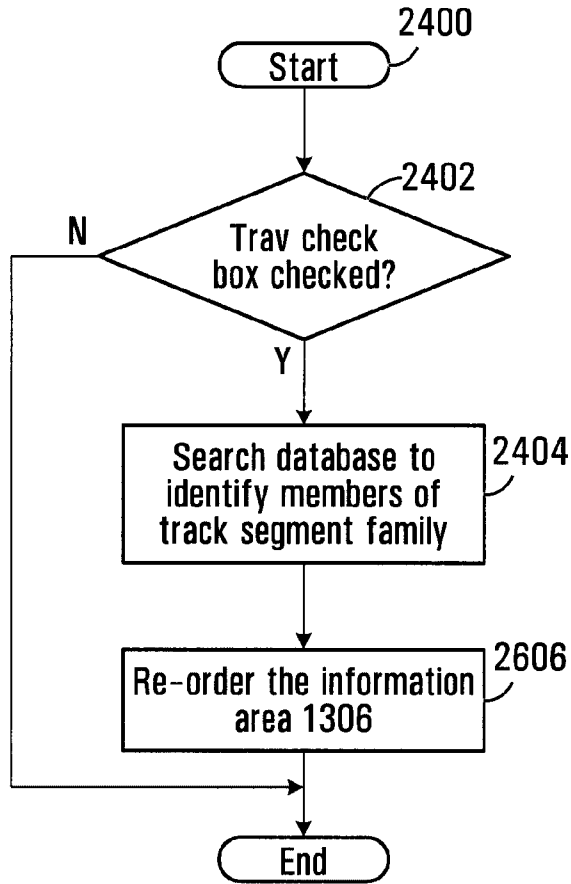 2400
Start
2402
N
Trav check
box checked?
Y
2404
Search database to
identify members of
track segment family
2606
Re-order the information
area 1306
End